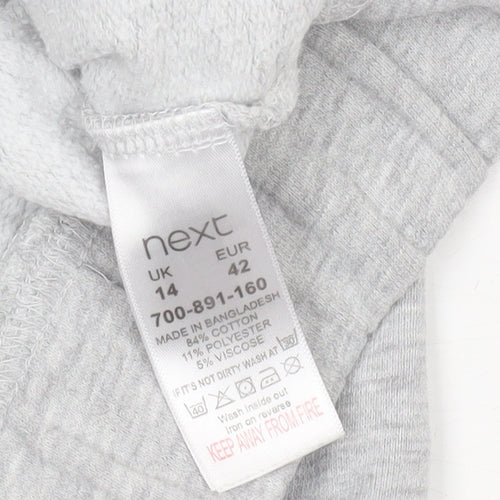 next
UK EUR
14 42
700-891-160
MADE IN BANGLADESH
84% COTTON
11% POLYESTER
5% VISCOSE
IF IT'S NOT DIRTY WASH AT 30
40
Wash inside out
Iron on reverse
KEEP AWAY FROM FIRE